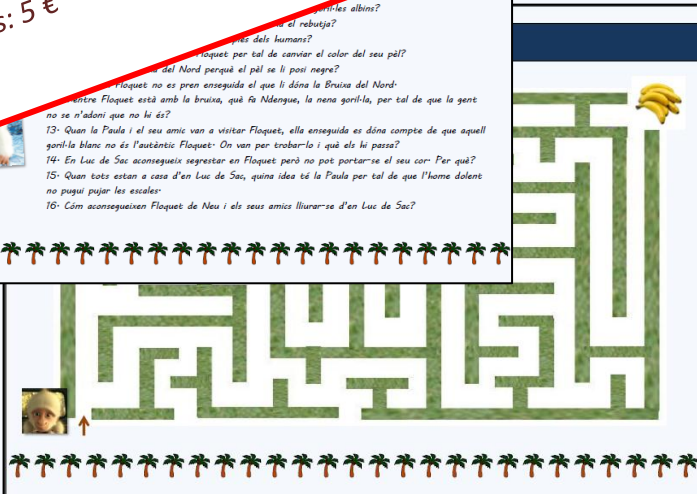 s: 5 €
goril·les albins?
el rebutja?
dels humans?
Floquet per tal de canviar el color del seu pèl?
del Nord perquè el pèl se li posi negre?
Floquet no es pren enseguida el que li dóna la Bruixa del Nord·
entre Floquet està amb la bruixa, què fa Ndengue, la nena goril·la, per tal de que la gent
no se n'adoni que no hi és?
13· Quan la Paula i el seu amic van a visitar Floquet, ella enseguida es dóna compte de que aquell
goril·la blanc no és l'autèntic Floquet· On van per trobar-lo i què els hi passa?
14· En Luc de Sac aconsegueix segrestar en Floquet però no pot portar-se el seu cor· Per què?
15· Quan tots estan a casa d'en Luc de Sac, quina idea té la Paula per tal de que l'home dolent
no pugui pujar les escales·
16· Cóm aconsegueixen Floquet de Neu i els seus amics lliurar-se d'en Luc de Sac?